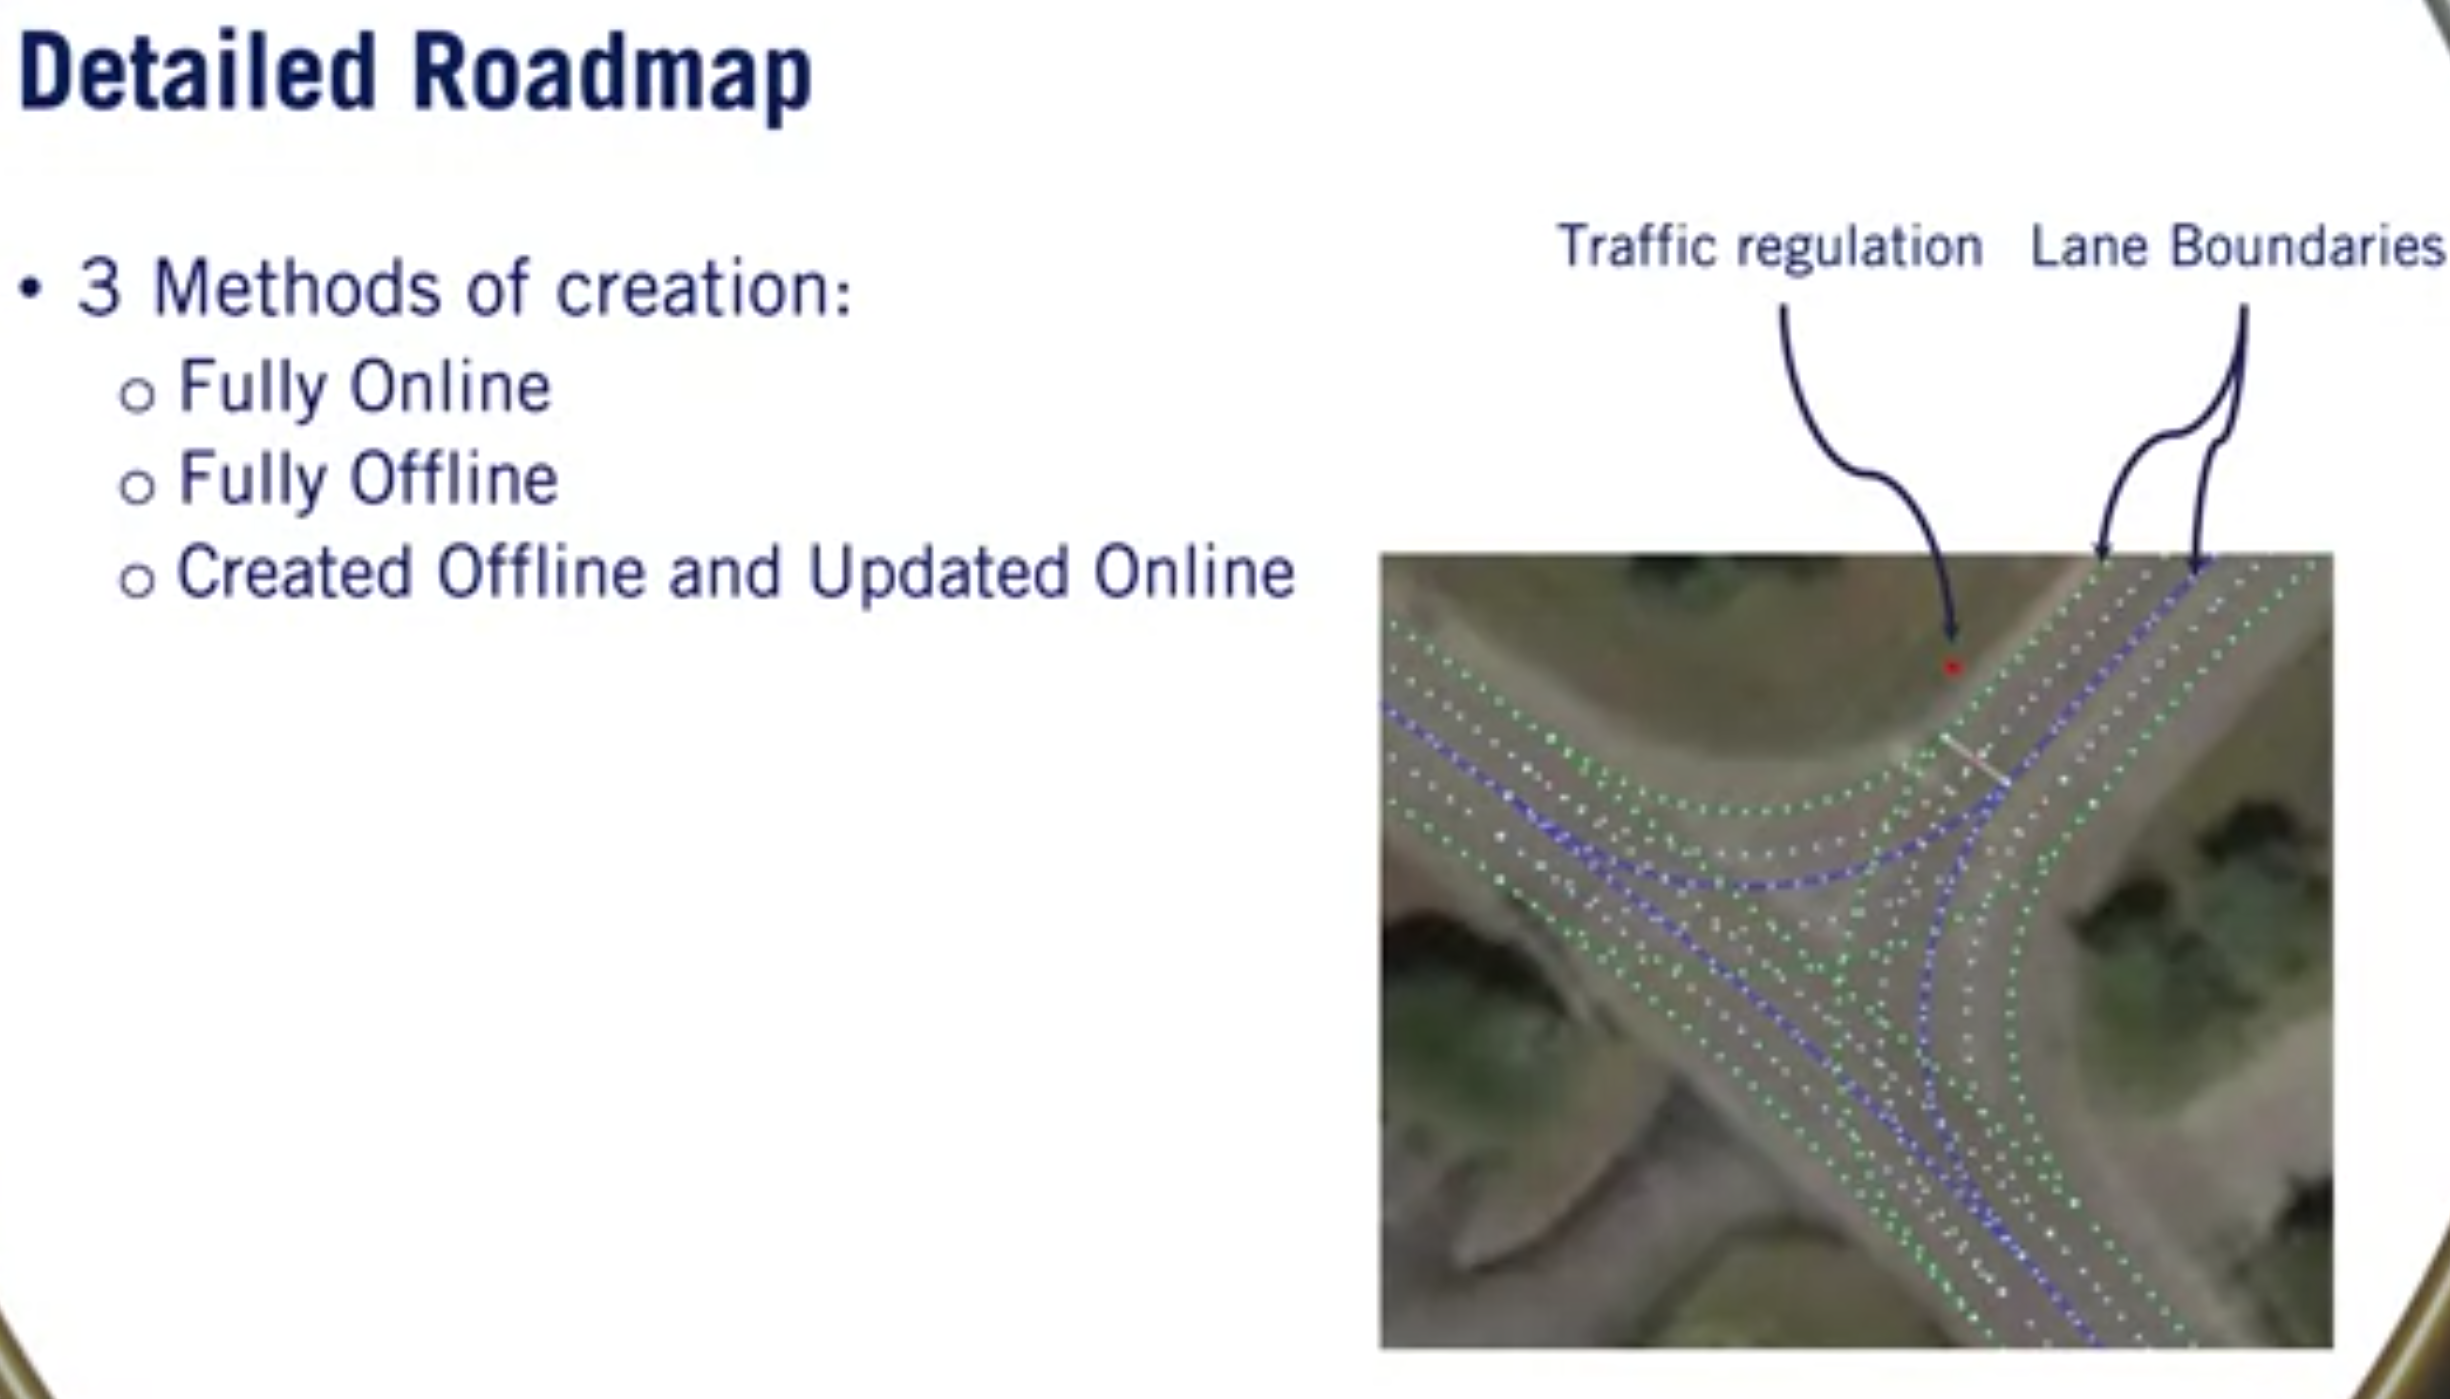 Detailed Roadmap
• 3 Methods of creation:
o Fully Online
o Fully Offline
o Created Offline and Updated Online
Traffic regulation
Lane Boundaries